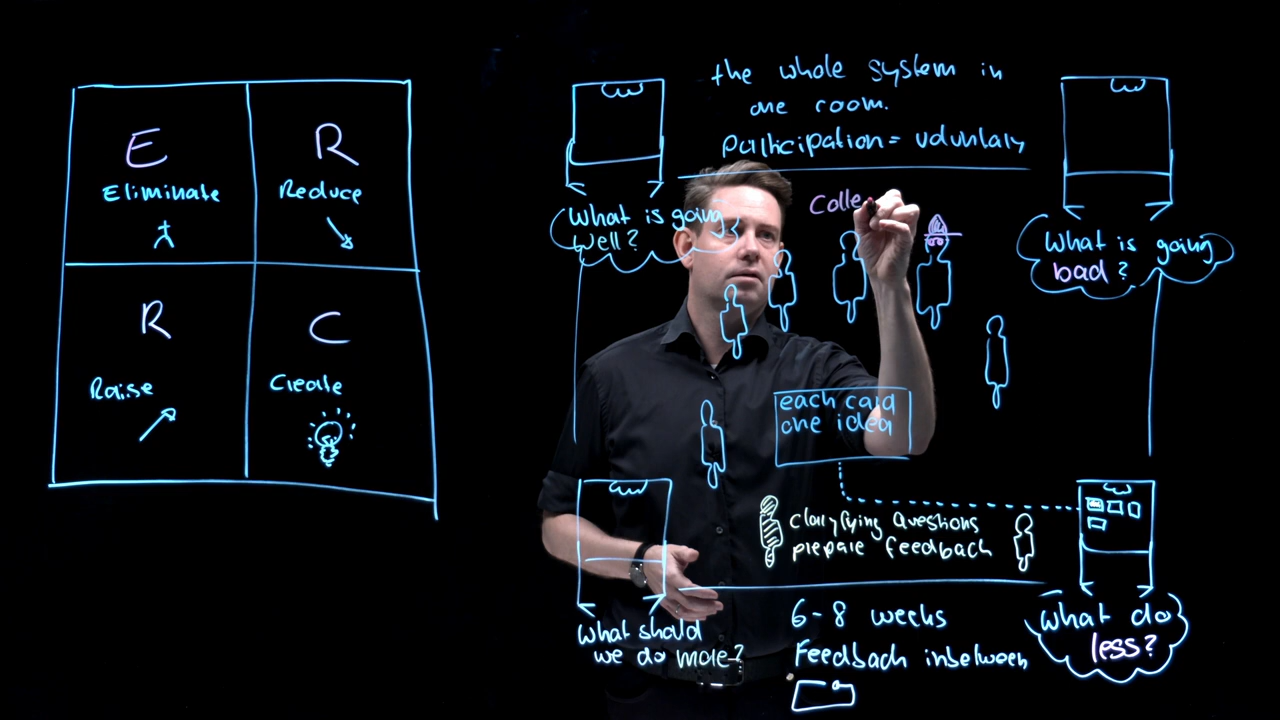 E
Eliminate
R
Reduce
R
Raise
C
Create
the whole system in
one room.
Participation = voluntary
What is going
well?
Colle
What is going
bad?
each card
one idea
clarifying Questions
prepare feedback
What should
we do more?
6-8 weeks
Feedback inbetween
what do
less?